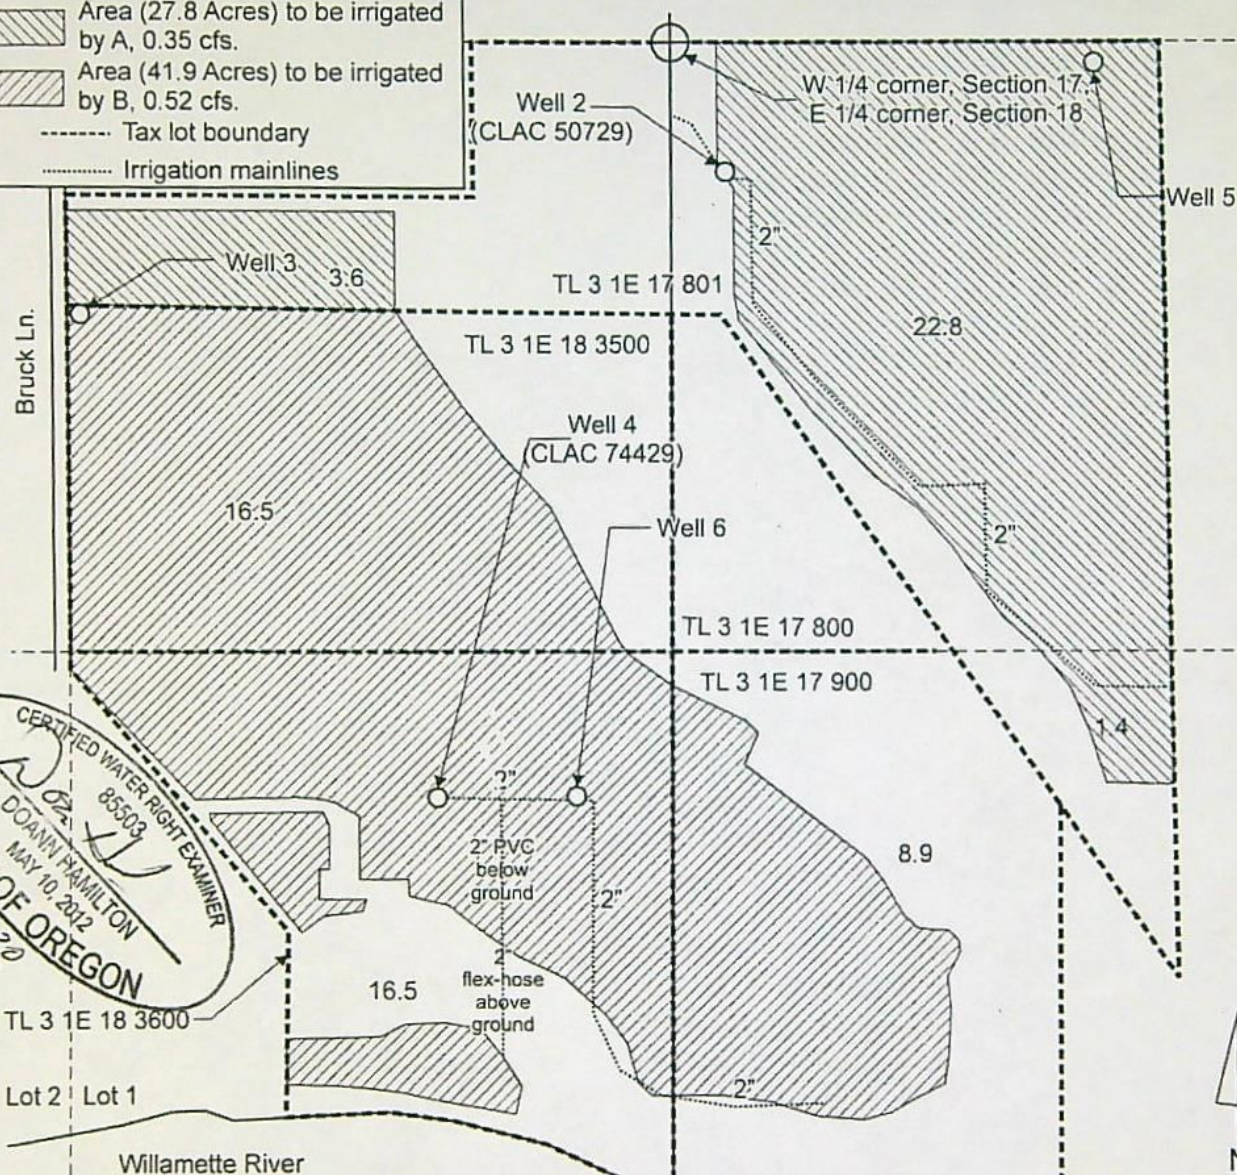 Area (27.8 Acres) to be irrigated
by A, 0.35 cfs.
Area (41.9 Acres) to be irrigated
by B, 0.52 cfs.
Tax lot boundary
Irrigation mainlines
Well 2
(CLAC 50729)
W 1/4 corner, Section 17,
E 1/4 corner, Section 18
Well 5
2"
Well 3
3.6
TL 3 1E 17 801
TL 3 1E 18 3500
22.8
Bruck Ln.
Well 4
(CLAC 74429)
16.5
Well 6
2"
TL 3 1E 17 800
TL 3 1E 17 900
1.4
CERTIFIED WATER RIGHT EXAMINER
85503
DOANN HAMILTON
MAY 10, 2012
OF OREGON
2"
2" PVC
below
ground
2"
8.9
2"
flex-hose
above
ground
16.5
TL 3 1E 18 3600
2"
Lot 2
Lot 1
Willamette River
N